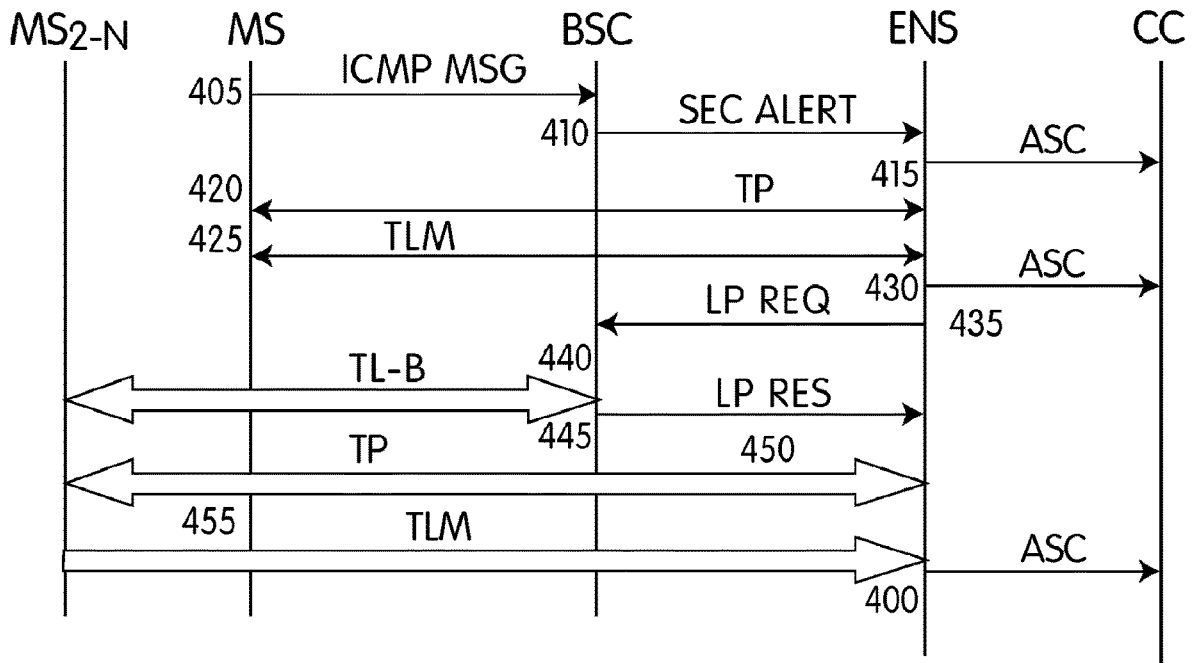 MS2-N MS BSC ENS CC
ICMP MSG
405
SEC ALERT
410
ASC
415
TP
420
TLM
425
ASC
430
LP REQ
435
440
TL-B
LP RES
445
TP
450
455
TLM
ASC
400